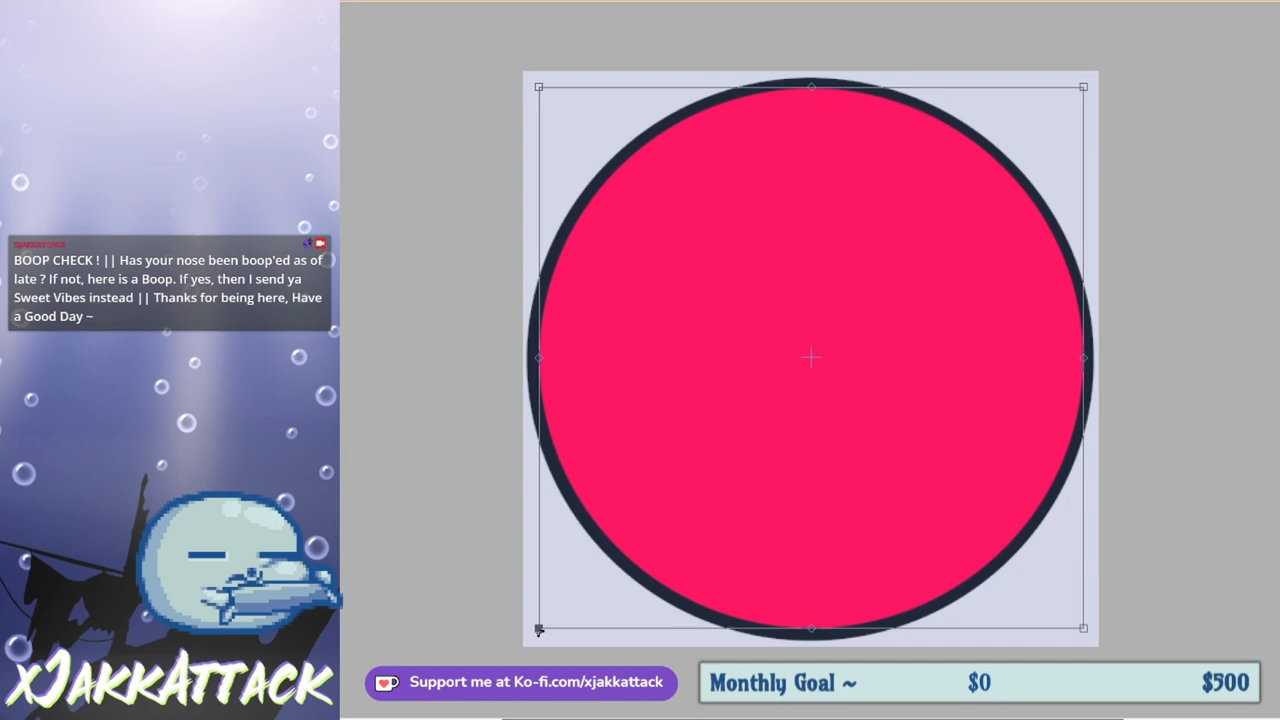 xJAKKATTACK
BOOP CHECK ! || Has your nose been boop'ed as of
late ? If not, here is a Boop. If yes, then I send ya
Sweet Vibes instead || Thanks for being here, Have
a Good Day ~
xJAKKATTACK
Support me at Ko-fi.com/xjakkattack
Monthly Goal ~ $0 $500